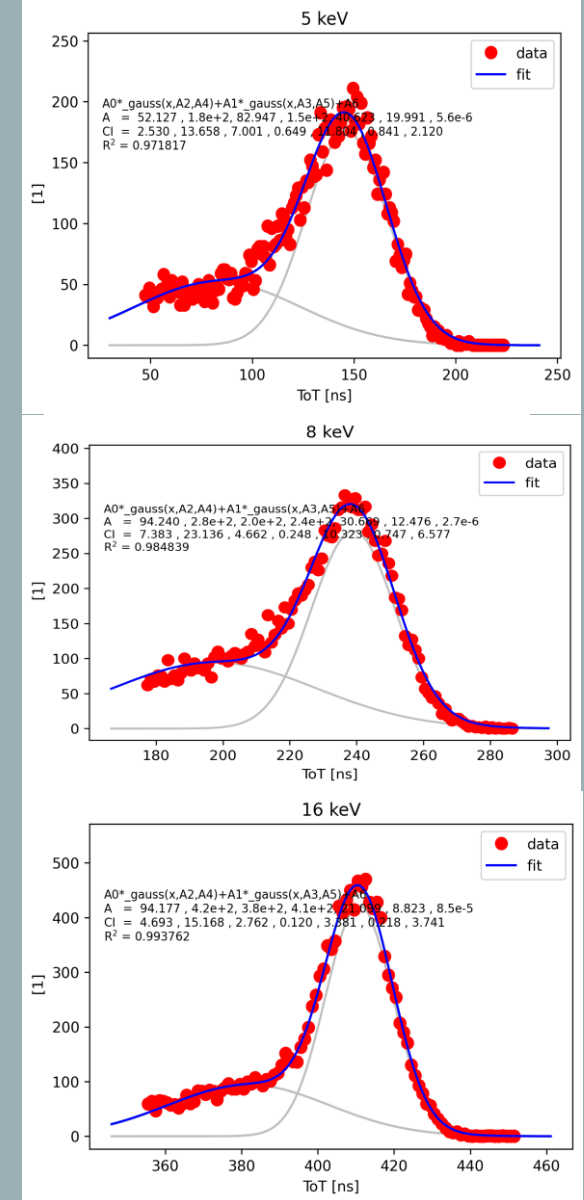 5 keV
250
200
150
100
50
0
[1]
data
fit
A0*_gauss(x,A2,A4)+A1*_gauss(x,A3,A5)+A6
A = 52.127 , 1.8e+2, 82.947 , 1.5e+2, 40.623 , 19.991 , 5.6e-6
CI = 2.530 , 13.658 , 7.001 , 0.649 , 11.804 , 0.841 , 2.120
R² = 0.971817
50 100 150 200 250
ToT [ns]
8 keV
400
350
300
250
200
150
100
50
0
[1]
data
fit
A0*_gauss(x,A2,A4)+A1*_gauss(x,A3,A5)+A6
A = 94.240 , 2.8e+2, 2.0e+2, 2.4e+2, 30.669 , 12.476 , 2.7e-6
CI = 7.383 , 23.136 , 4.662 , 0.248 , 10.323 , 0.747 , 6.577
R² = 0.984839
180 200 220 240 260 280 300
ToT [ns]
16 keV
500
400
300
200
100
0
[1]
data
fit
A0*_gauss(x,A2,A4)+A1*_gauss(x,A3,A5)+A6
A = 94.177 , 4.2e+2, 3.8e+2, 4.1e+2, , 8.823 , 8.5e-5
CI = 4.693 , 15.168 , 2.762 , 0.120 , 3.381 , 0.218 , 3.741
R² = 0.993762
360 380 400 420 440 460
ToT [ns]